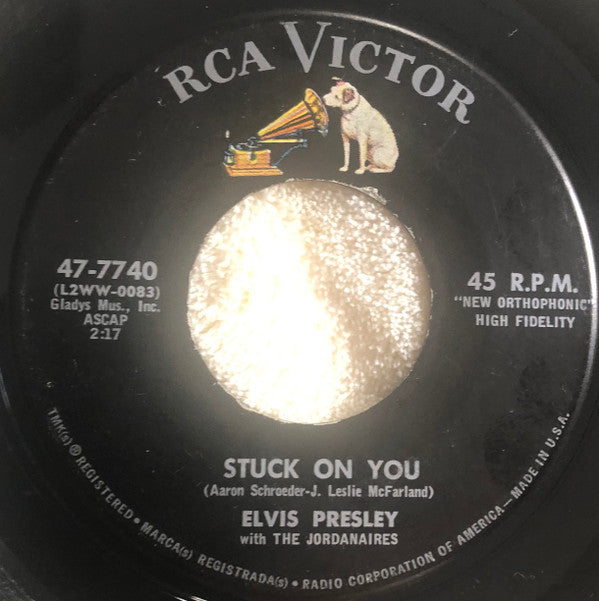 RCA VICTOR
47-7740
(L2WW-0083)
Gladys Mus., Inc.
ASCAP
2:17
45 R.P.M.
"NEW ORTHOPHONIC"
HIGH FIDELITY
STUCK ON YOU
(Aaron Schroeder-J. Leslie McFarland)
ELVIS PRESLEY
with THE JORDANAIRES
TMK(s) ® REGISTERED • MARCA(s) REGISTRADA(s) • RADIO CORPORATION OF AMERICA—MADE IN U.S.A.